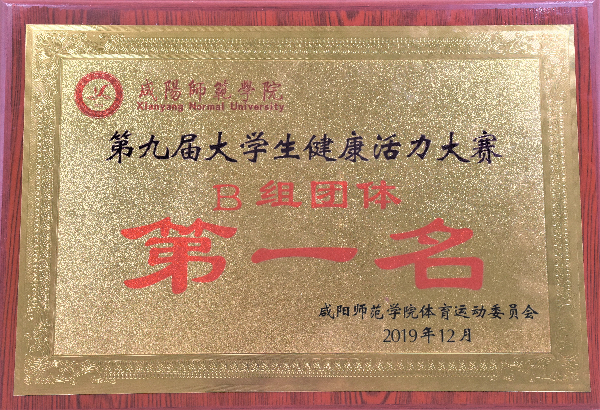 咸陽師範學院
Xianyang Normal University
第九届大学生健康活力大赛
B组团体
第一名
咸阳师范学院体育运动委员会
2019年12月